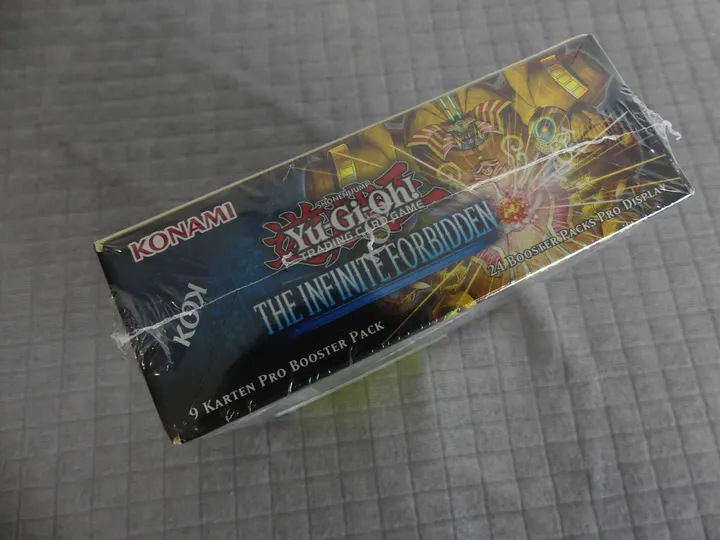 KONAMI
SHONEN JUMP
Yu-Gi-Oh!
TRADING CARD GAME
THE INFINITE FORBIDDEN
9 KARTEN PRO BOOSTER PACK
24 BOOSTER PACKS PRO DISPLAY